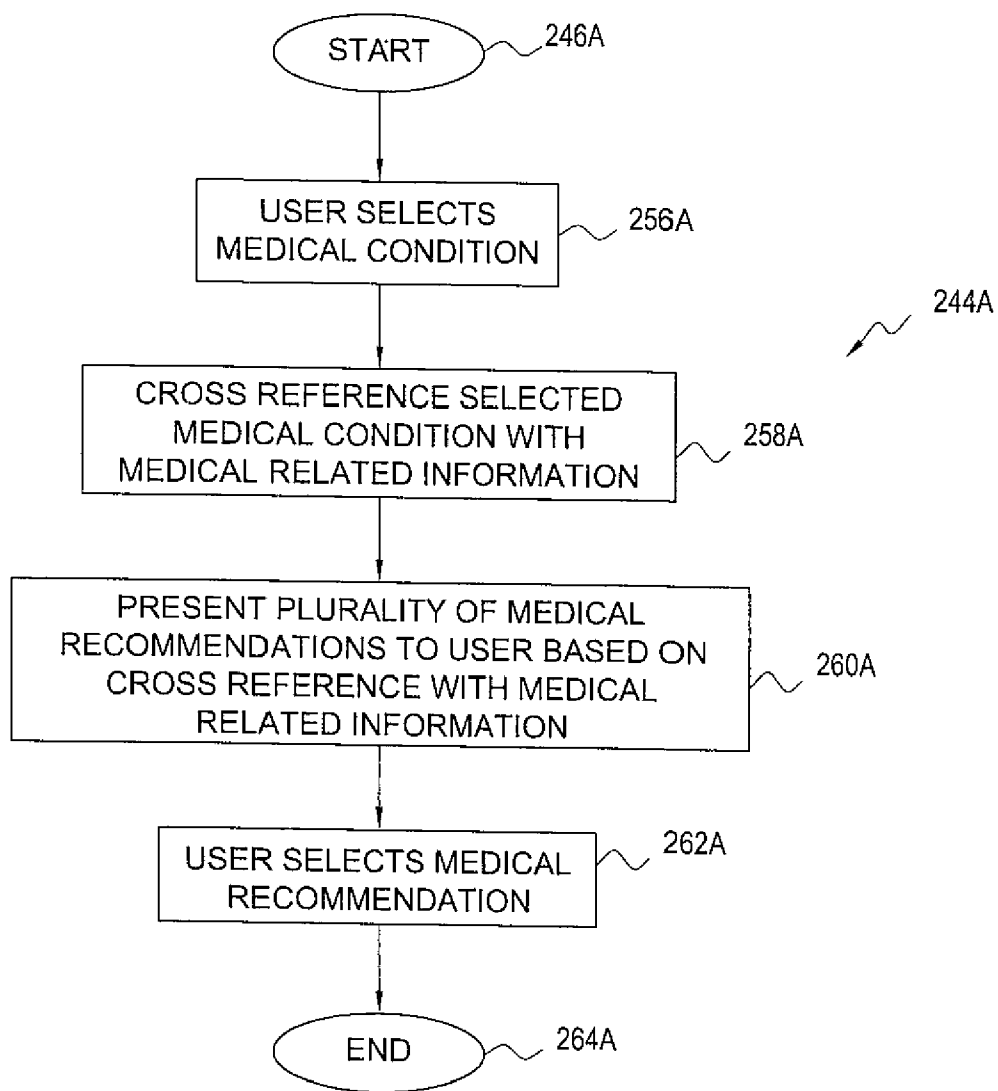 START
246A
USER SELECTS
MEDICAL CONDITION
256A
244A
CROSS REFERENCE SELECTED
MEDICAL CONDITION WITH
MEDICAL RELATED INFORMATION
258A
PRESENT PLURALITY OF MEDICAL
RECOMMENDATIONS TO USER BASED ON
CROSS REFERENCE WITH MEDICAL
RELATED INFORMATION
260A
USER SELECTS MEDICAL
RECOMMENDATION
262A
END
264A